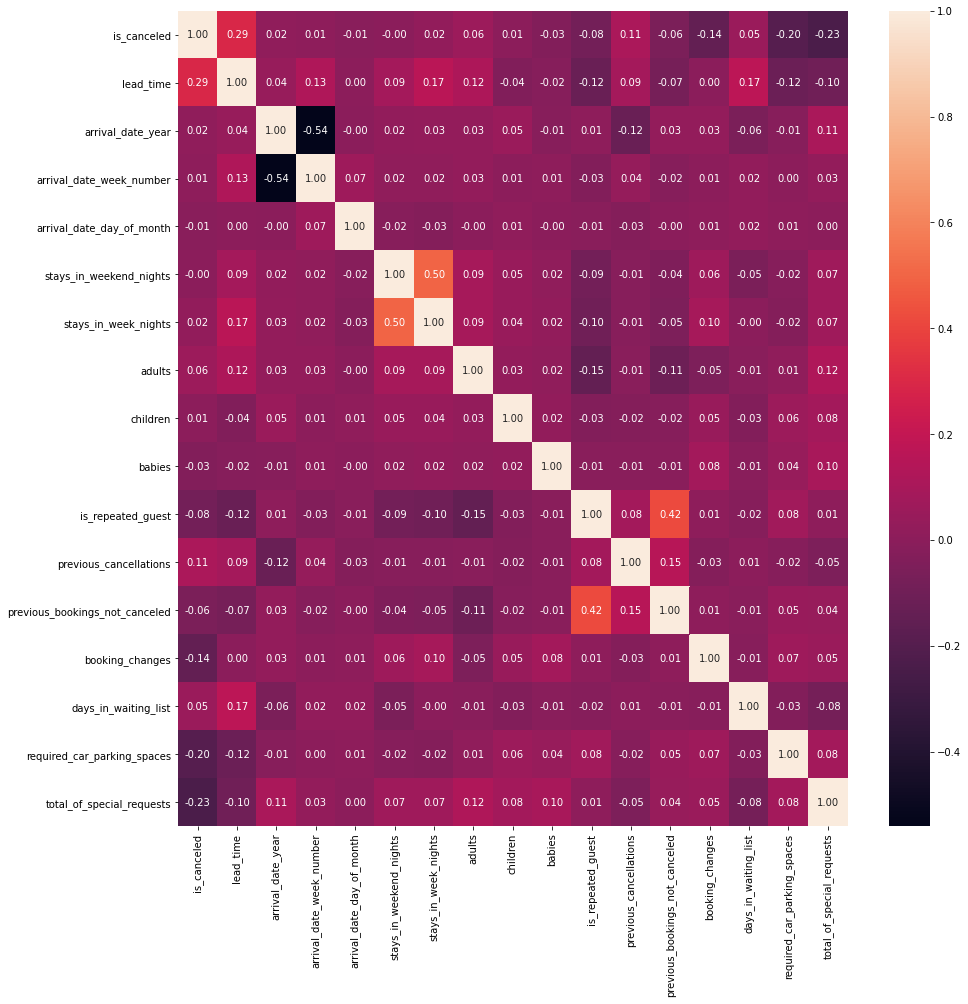 is_canceled 1.00 0.29 0.02 0.01 -0.01 -0.00 0.02 0.06 0.01 -0.03 -0.08 0.11 -0.06 -0.14 0.05 -0.20 -0.23
lead_time 0.29 1.00 0.04 0.13 0.00 0.09 0.17 0.12 -0.04 -0.02 -0.12 0.09 -0.07 0.00 0.17 -0.12 -0.10
arrival_date_year 0.02 0.04 1.00 -0.54 -0.00 0.02 0.03 0.03 0.05 -0.01 0.01 -0.12 0.03 0.03 -0.06 -0.01 0.11
arrival_date_week_number 0.01 0.13 -0.54 1.00 0.07 0.02 0.02 0.03 0.01 0.01 -0.03 0.04 -0.02 0.01 0.02 0.00 0.03
arrival_date_day_of_month -0.01 0.00 -0.00 0.07 1.00 -0.02 -0.03 -0.00 0.01 -0.00 -0.01 -0.03 -0.00 0.01 0.02 0.01 0.00
stays_in_weekend_nights -0.00 0.09 0.02 0.02 -0.02 1.00 0.50 0.09 0.05 0.02 -0.09 -0.01 -0.04 0.06 -0.05 -0.02 0.07
stays_in_week_nights 0.02 0.17 0.03 0.02 -0.03 0.50 1.00 0.09 0.04 0.02 -0.10 -0.01 -0.05 0.10 -0.00 -0.02 0.07
adults 0.06 0.12 0.03 0.03 -0.00 0.09 0.09 1.00 0.03 0.02 -0.15 -0.01 -0.11 -0.05 -0.01 0.01 0.12
children 0.01 -0.04 0.05 0.01 0.01 0.05 0.04 0.03 1.00 0.02 -0.03 -0.02 -0.02 0.05 -0.03 0.06 0.08
babies -0.03 -0.02 -0.01 0.01 -0.00 0.02 0.02 0.02 0.02 1.00 -0.01 -0.01 -0.01 0.08 -0.01 0.04 0.10
is_repeated_guest -0.08 -0.12 0.01 -0.03 -0.01 -0.09 -0.10 -0.15 -0.03 -0.01 1.00 0.08 0.42 0.01 -0.02 0.08 0.01
previous_cancellations 0.11 0.09 -0.12 0.04 -0.03 -0.01 -0.01 -0.01 -0.02 -0.01 0.08 1.00 0.15 -0.03 0.01 -0.02 -0.05
previous_bookings_not_canceled -0.06 -0.07 0.03 -0.02 -0.00 -0.04 -0.05 -0.11 -0.02 -0.01 0.42 0.15 1.00 0.01 -0.01 0.05 0.04
booking_changes -0.14 0.00 0.03 0.01 0.01 0.06 0.10 -0.05 0.05 0.08 0.01 -0.03 0.01 1.00 -0.01 0.07 0.05
days_in_waiting_list 0.05 0.17 -0.06 0.02 0.02 -0.05 -0.00 -0.01 -0.03 -0.01 -0.02 0.01 -0.01 -0.01 1.00 -0.03 -0.08
required_car_parking_spaces -0.20 -0.12 -0.01 0.00 0.01 -0.02 -0.02 0.01 0.06 0.04 0.08 -0.02 0.05 0.07 -0.03 1.00 0.08
total_of_special_requests -0.23 -0.10 0.11 0.03 0.00 0.07 0.07 0.12 0.08 0.10 0.01 -0.05 0.04 0.05 -0.08 0.08 1.00
is_canceled
lead_time
arrival_date_year
arrival_date_week_number
arrival_date_day_of_month
stays_in_weekend_nights
stays_in_week_nights
adults
children
babies
is_repeated_guest
previous_cancellations
previous_bookings_not_canceled
booking_changes
days_in_waiting_list
required_car_parking_spaces
total_of_special_requests
1.0
0.8
0.6
0.4
0.2
0.0
−0.2
−0.4